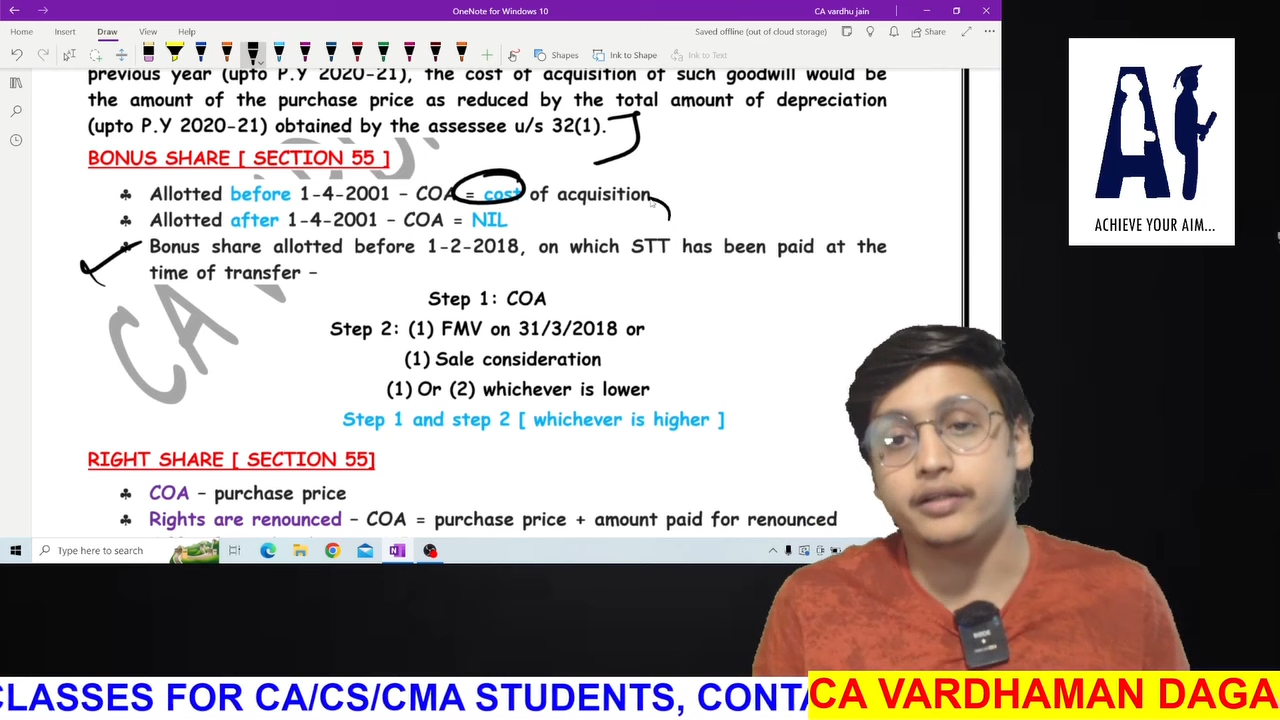 OneNote for Windows 10
CA vardhu jain
Home Insert Draw View Help
Saved offline (out of cloud storage)
Share
Shapes
Ink to Shape
Ink to Text
previous year (upto P.Y 2020-21), the cost of acquisition of such goodwill would be
the amount of the purchase price as reduced by the total amount of depreciation
(upto P.Y 2020-21) obtained by the assessee u/s 32(1).
BONUS SHARE [ SECTION 55 ]
♣ Allotted before 1-4-2001 – COA = cost of acquisition
♣ Allotted after 1-4-2001 – COA = NIL
Bonus share allotted before 1-2-2018, on which STT has been paid at the
time of transfer –
Step 1: COA
Step 2: (1) FMV on 31/3/2018 or
(1) Sale consideration
(1) Or (2) whichever is lower
Step 1 and step 2 [ whichever is higher ]
RIGHT SHARE [ SECTION 55]
♣ COA – purchase price
♣ Rights are renounced – COA = purchase price + amount paid for renounced
Type here to search
AI
ACHIEVE YOUR AIM...
CLASSES FOR CA/CS/CMA STUDENTS, CONTA
CA VARDHAMAN DAGA